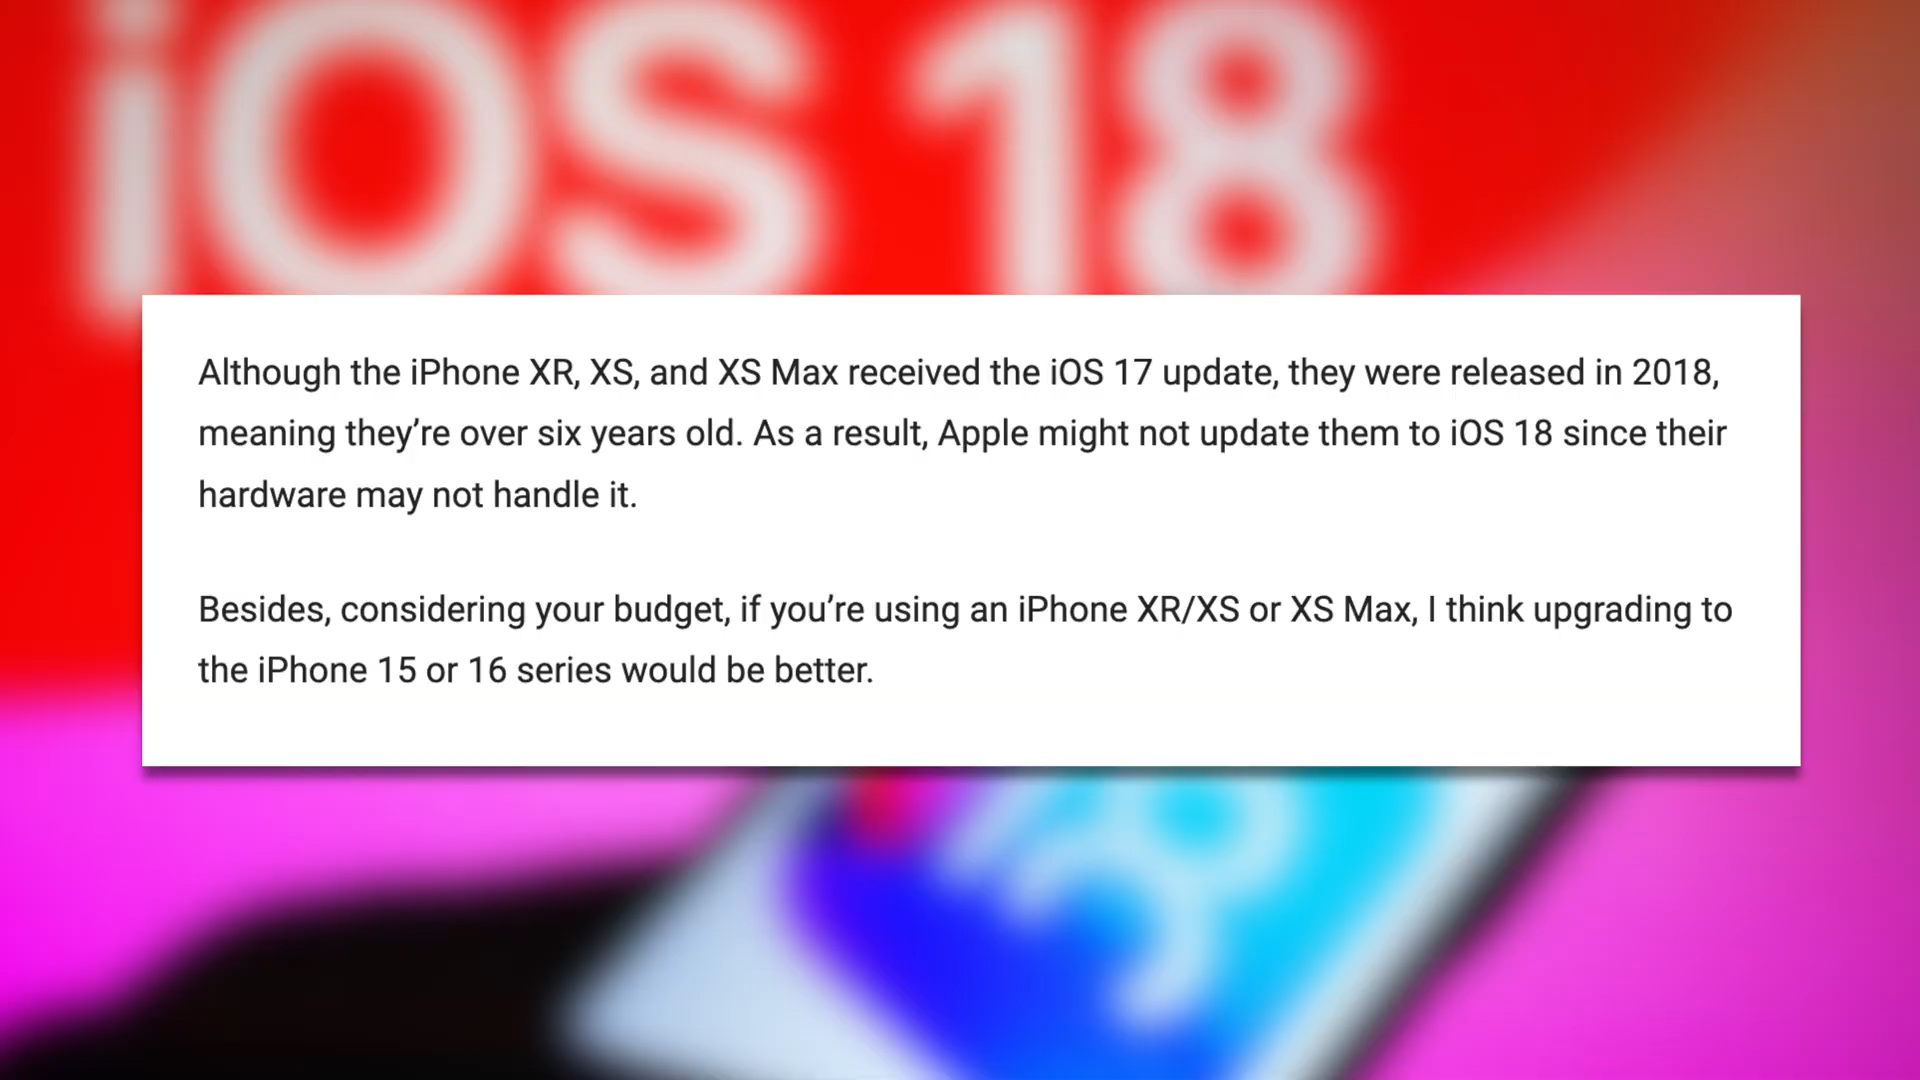 iOS 18
Although the iPhone XR, XS, and XS Max received the iOS 17 update, they were released in 2018,
meaning they’re over six years old. As a result, Apple might not update them to iOS 18 since their
hardware may not handle it.
Besides, considering your budget, if you’re using an iPhone XR/XS or XS Max, I think upgrading to
the iPhone 15 or 16 series would be better.